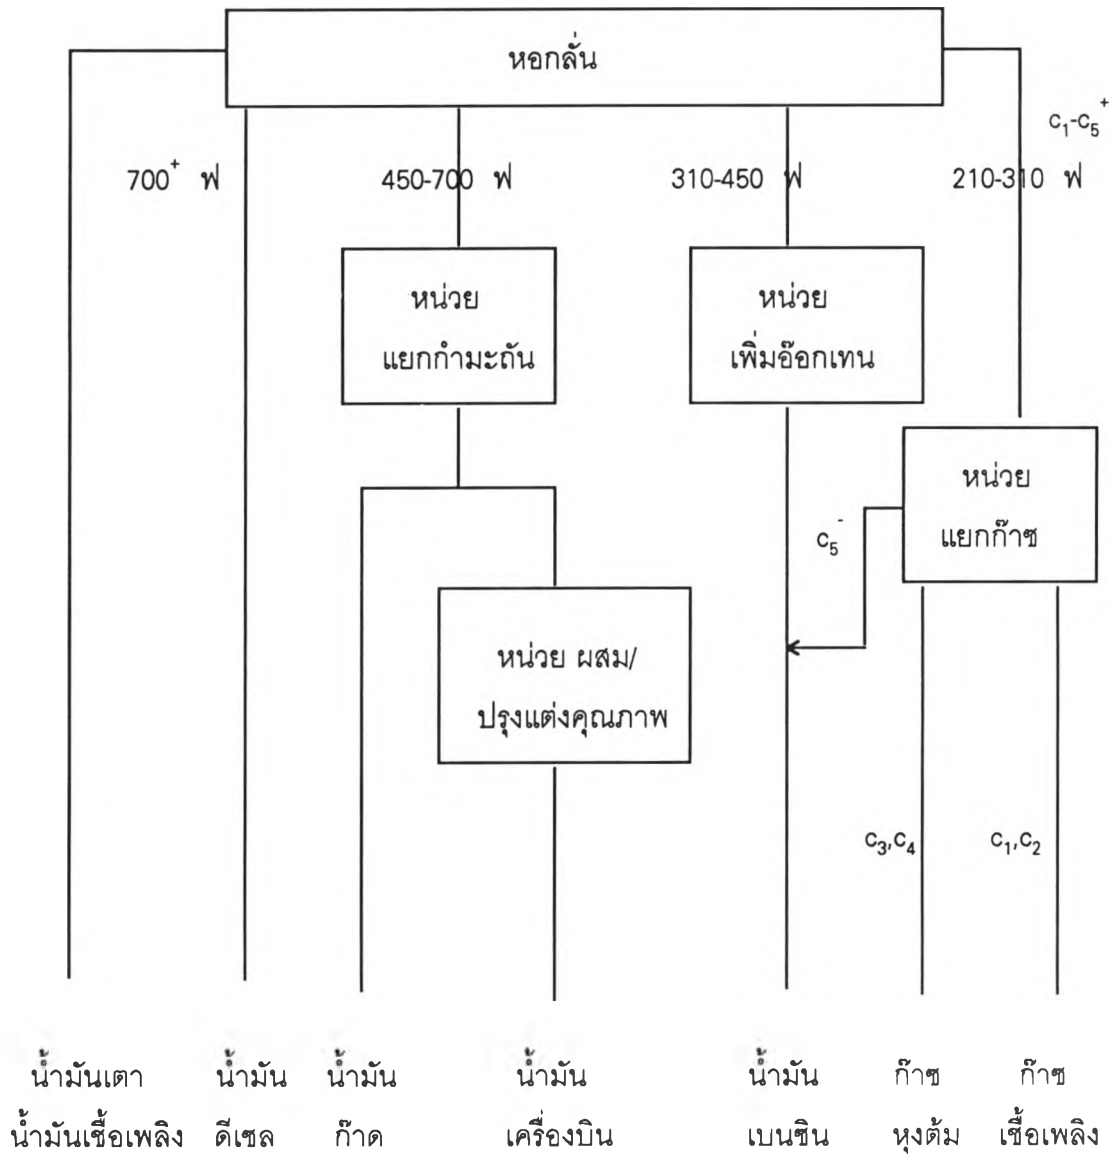 หอกลั่น
c₁-c₅⁺
700⁺ ฟ 450-700 ฟ 310-450 ฟ 210-310 ฟ
หน่วย
แยกกำมะถัน
หน่วย
เพิ่มอ๊อกเทน
หน่วย
แยกก๊าซ
c₅⁻
หน่วย ผสม/
ปรุงแต่งคุณภาพ
c₃,c₄ c₁,c₂
น้ำมันเตา
น้ำมันเชื้อเพลิง
น้ำมัน
ดีเซล
น้ำมัน
ก๊าด
น้ำมัน
เครื่องบิน
น้ำมัน
เบนซิน
ก๊าซ
หุงต้ม
ก๊าซ
เชื้อเพลิง